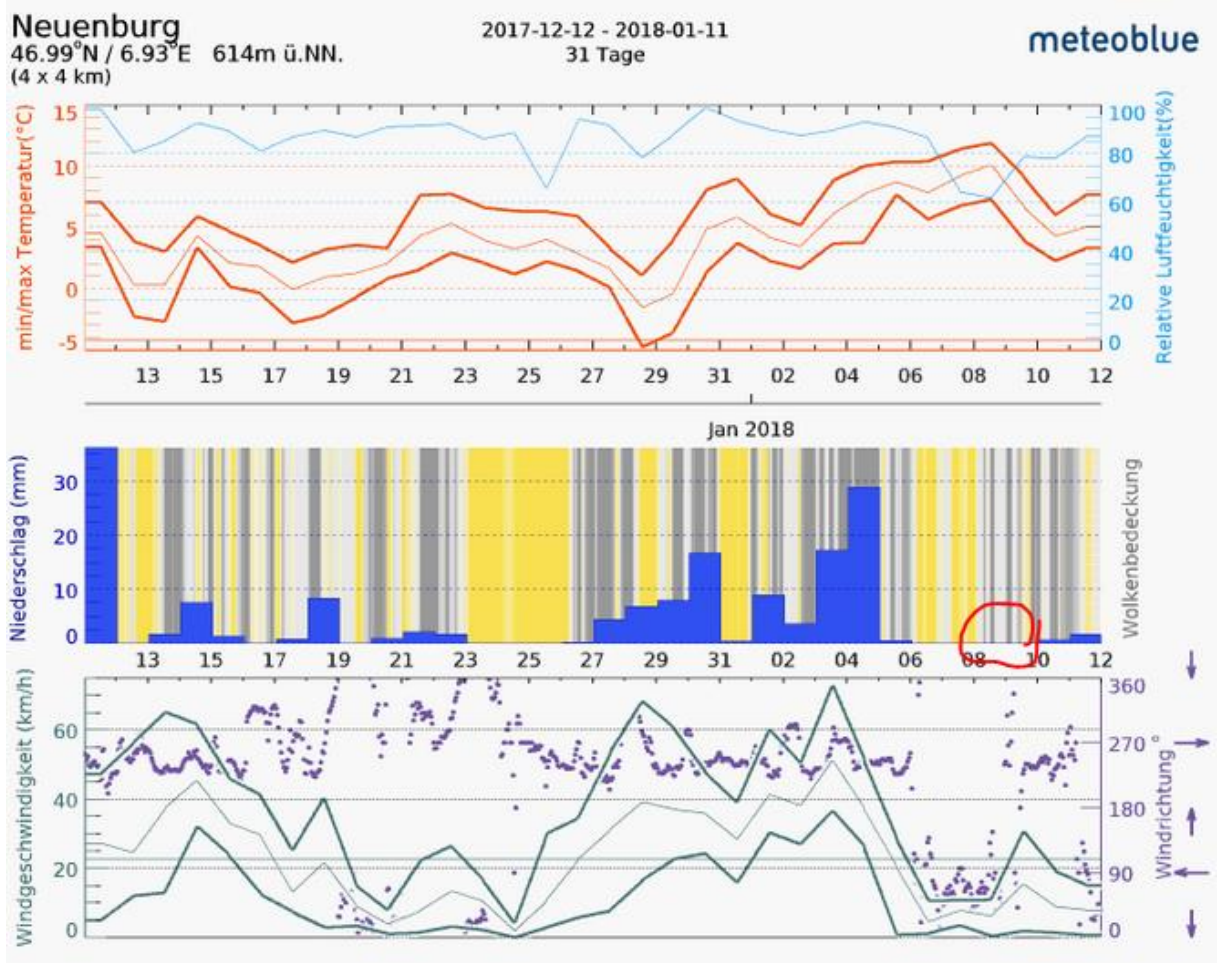 Neuenburg
46.99°N / 6.93°E 614m ü.NN.
(4 x 4 km)
2017-12-12 - 2018-01-11
31 Tage
meteoblue
min/max Temperatur(°C)
15
10
5
0
-5
100
80
60
40
20
0
Relative Luftfeuchtigkeit(%)
13 15 17 19 21 23 25 27 29 31 02 04 06 08 10 12
Jan 2018
Niederschlag (mm)
30
20
10
0
Wolkenbedeckung
13 15 17 19 21 23 25 27 29 31 02 04 06 08 10 12
Windgeschwindigkeit (km/h)
60
40
20
0
360
270
180
90
0
Windrichtung °